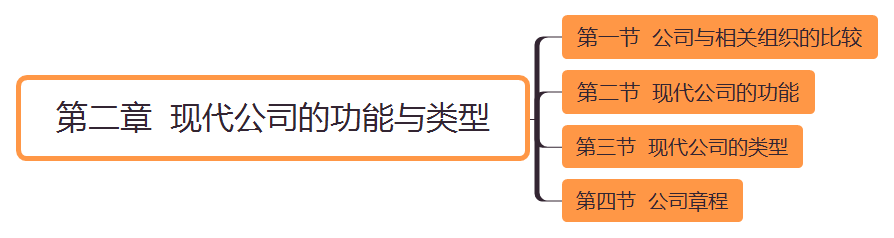 第二章 现代公司的功能与类型
第一节 公司与相关组织的比较
第二节 现代公司的功能
第三节 现代公司的类型
第四节 公司章程